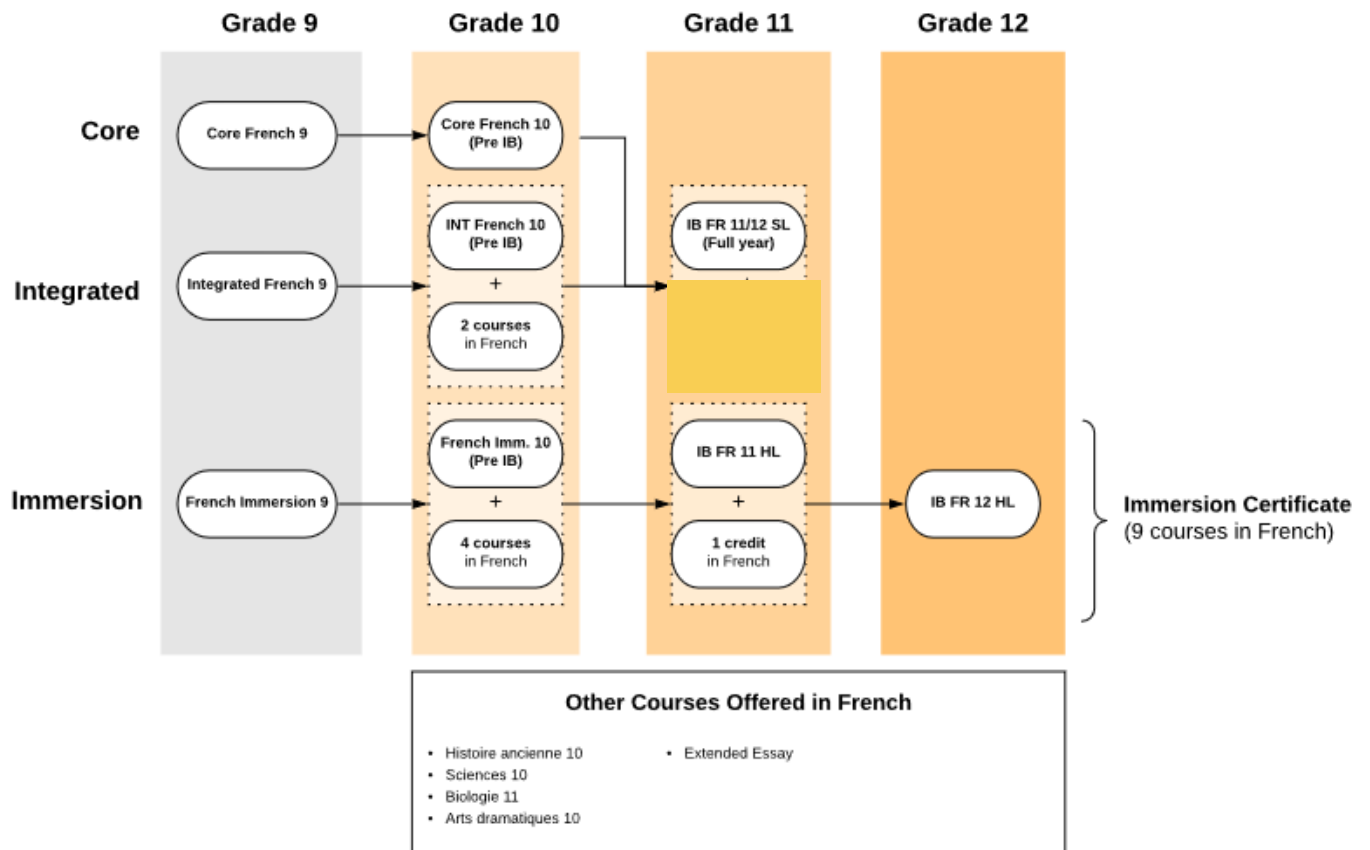 Grade 9
Grade 10
Grade 11
Grade 12
Core
Core French 9
Core French 10
(Pre IB)
Integrated
Integrated French 9
INT French 10
(Pre IB)
+
2 courses
in French
IB FR 11/12 SL
(Full year)
Immersion
French Immersion 9
French Imm. 10
(Pre IB)
+
4 courses
in French
IB FR 11 HL
+
1 credit
in French
IB FR 12 HL
Immersion Certificate
(9 courses in French)
Other Courses Offered in French
• Histoire ancienne 10
• Sciences 10
• Biologie 11
• Arts dramatiques 10
• Extended Essay